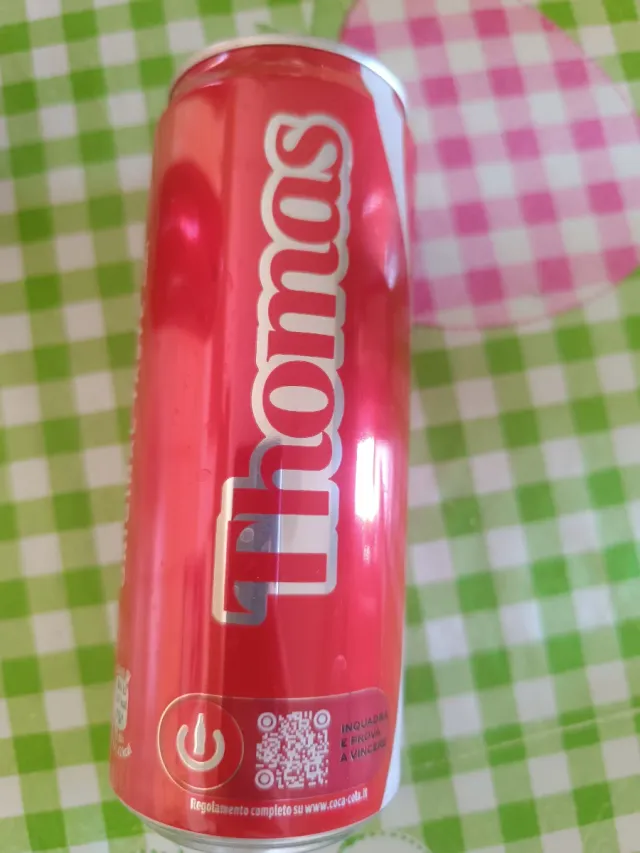 Thomas
INQUADRA
E PROVA
A VINCERE
Regolamento completo su www.coca-cola.it